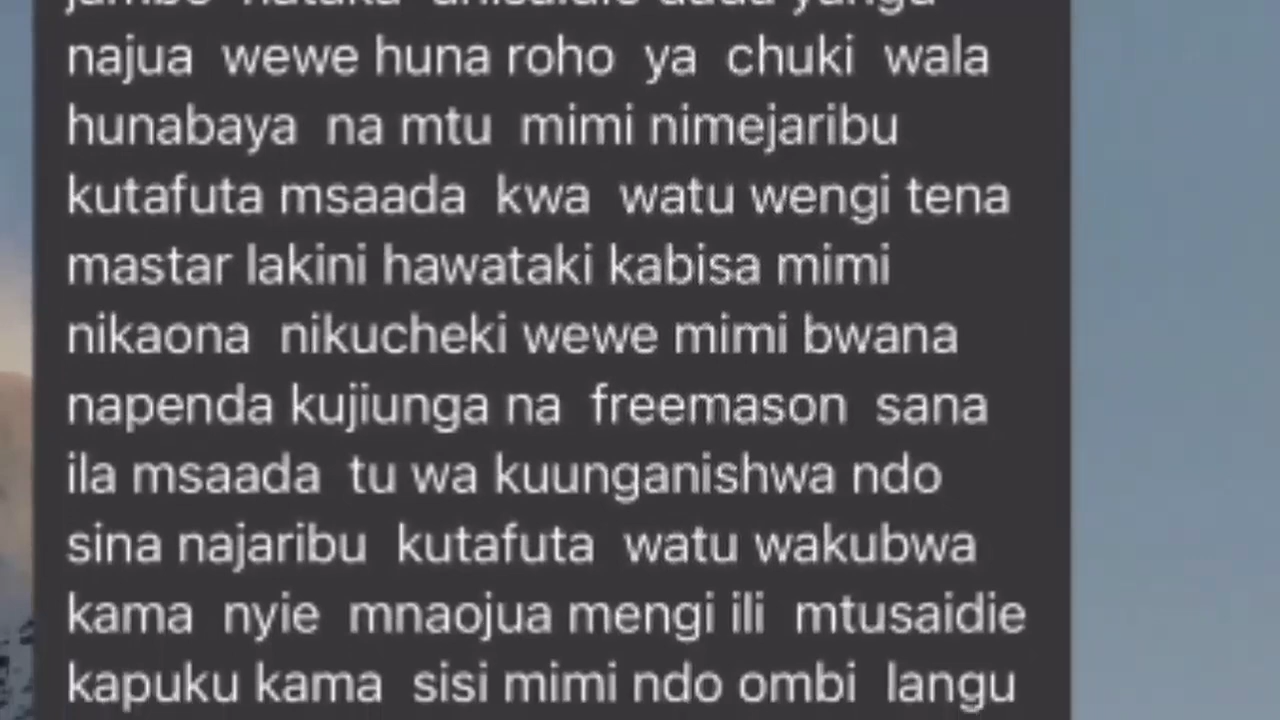 najua wewe huna roho ya chuki wala
hunabaya na mtu mimi nimejaribu
kutafuta msaada kwa watu wengi tena
mastar lakini hawataki kabisa mimi
nikaona nikucheki wewe mimi bwana
napenda kujiunga na freemason sana
ila msaada tu wa kuunganishwa ndo
sina najaribu kutafuta watu wakubwa
kama nyie mnaojua mengi ili mtusaidie
kapuku kama sisi mimi ndo ombi langu